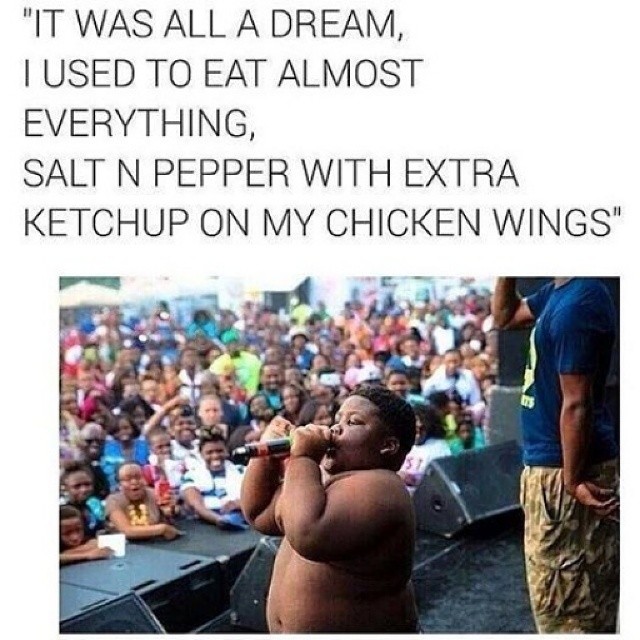 "IT WAS ALL A DREAM,
I USED TO EAT ALMOST
EVERYTHING,
SALT N PEPPER WITH EXTRA
KETCHUP ON MY CHICKEN WINGS"